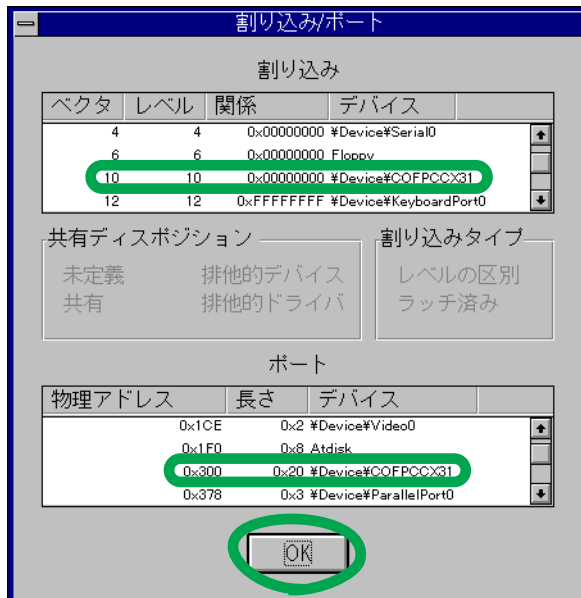 割り込み/ポート
割り込み
ベクタ レベル 関係 デバイス
4 4 0x00000000 ¥Device¥Serial0
6 6 0x00000000 Floppy
10 10 0x00000000 ¥Device¥COFPCCX31
12 12 0xFFFFFFFF ¥Device¥KeyboardPort0
共有ディスポジション 割り込みタイプ
未定義 排他的デバイス レベルの区別
共有 排他的ドライバ ラッチ済み
ポート
物理アドレス 長さ デバイス
0x1CE 0x2 ¥Device¥Video0
0x1F0 0x8 Atdisk
0x300 0x20 ¥Device¥COFPCCX31
0x378 0x3 ¥Device¥ParallelPort0
OK